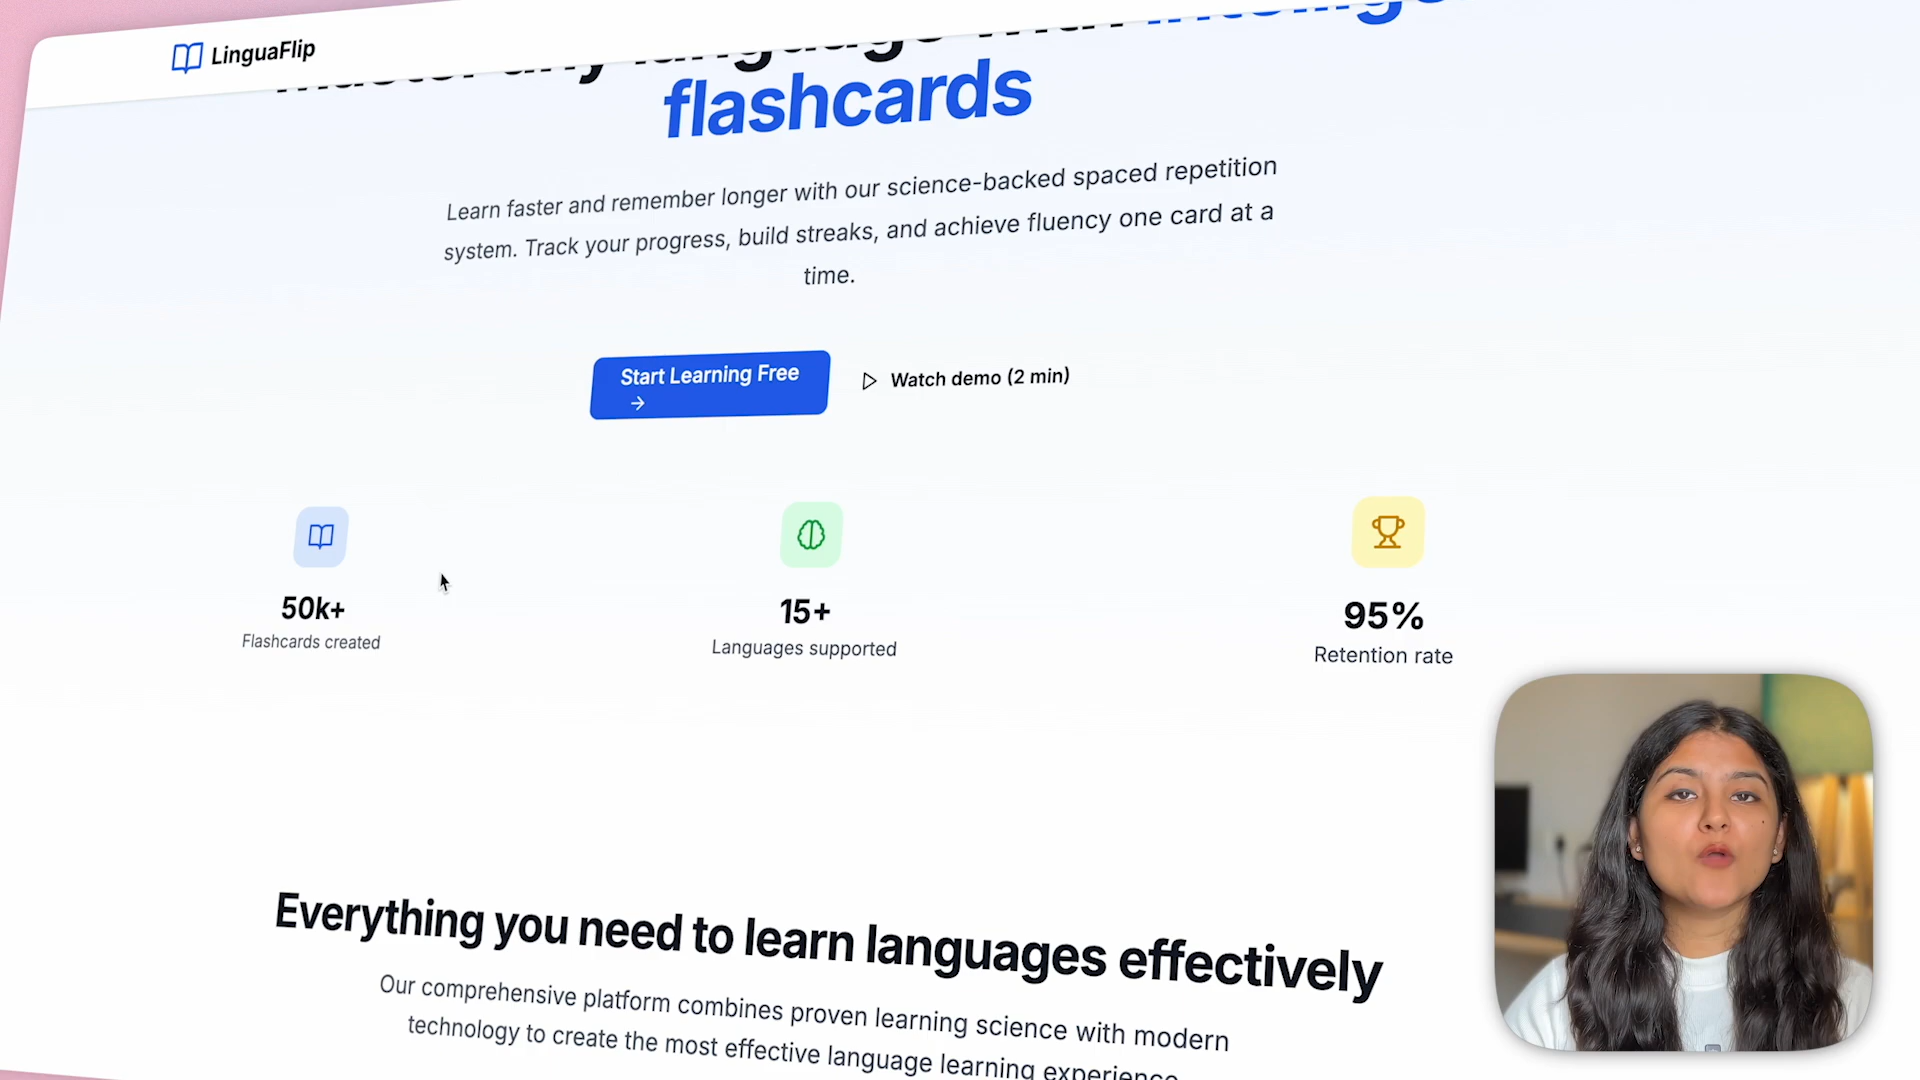 LinguaFlip
flashcards
Learn faster and remember longer with our science-backed spaced repetition
system. Track your progress, build streaks, and achieve fluency one card at a
time.
Start Learning Free
→
Watch demo (2 min)
50k+
Flashcards created
15+
Languages supported
95%
Retention rate
Everything you need to learn languages effectively
Our comprehensive platform combines proven learning science with modern
technology to create the most effective language learning experience